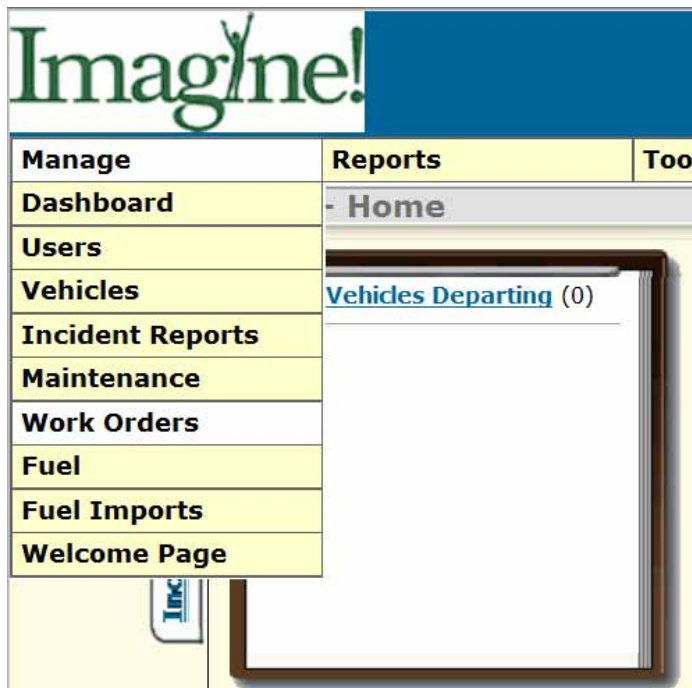 Imagine!
Manage
Reports
Too
Dashboard
- Home
Users
Vehicles
Vehicles Departing (0)
Incident Reports
Maintenance
Work Orders
Fuel
Fuel Imports
Welcome Page
Inc